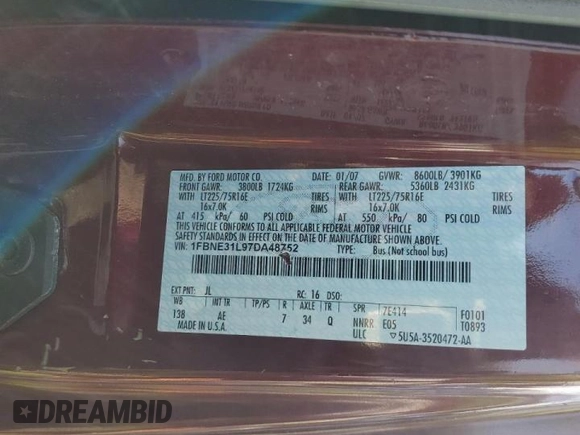 MFD. BY FORD MOTOR CO. DATE: 01/07 GVWR: 8600LB/ 3901KG
FRONT GAWR: 3800LB 1724KG REAR GAWR: 5360LB 2431KG
LT225/75R16E TIRES LT225/75R16E TIRES
16x7.0K RIMS 16x7.0K RIMS
AT 415 kPa/ 60 PSI COLD AT 550 kPa/ 80 PSI COLD
THIS VEHICLE CONFORMS TO ALL APPLICABLE FEDERAL MOTOR VEHICLE
SAFETY STANDARDS IN EFFECT ON THE DATE OF MANUFACTURE SHOWN ABOVE.
VIN: 1FBNE31L97DA48752 TYPE: Bus (Not school bus)
EXT PNT: JL RC: 16 DSO:
WB INT TR TP/PS R AXLE TR SPR 7E414 F0101
138 AE 7 34 Q NNRR E05 T0893
MADE IN U.S.A. ULC 5U5A-3520472-AA
DREAMBID